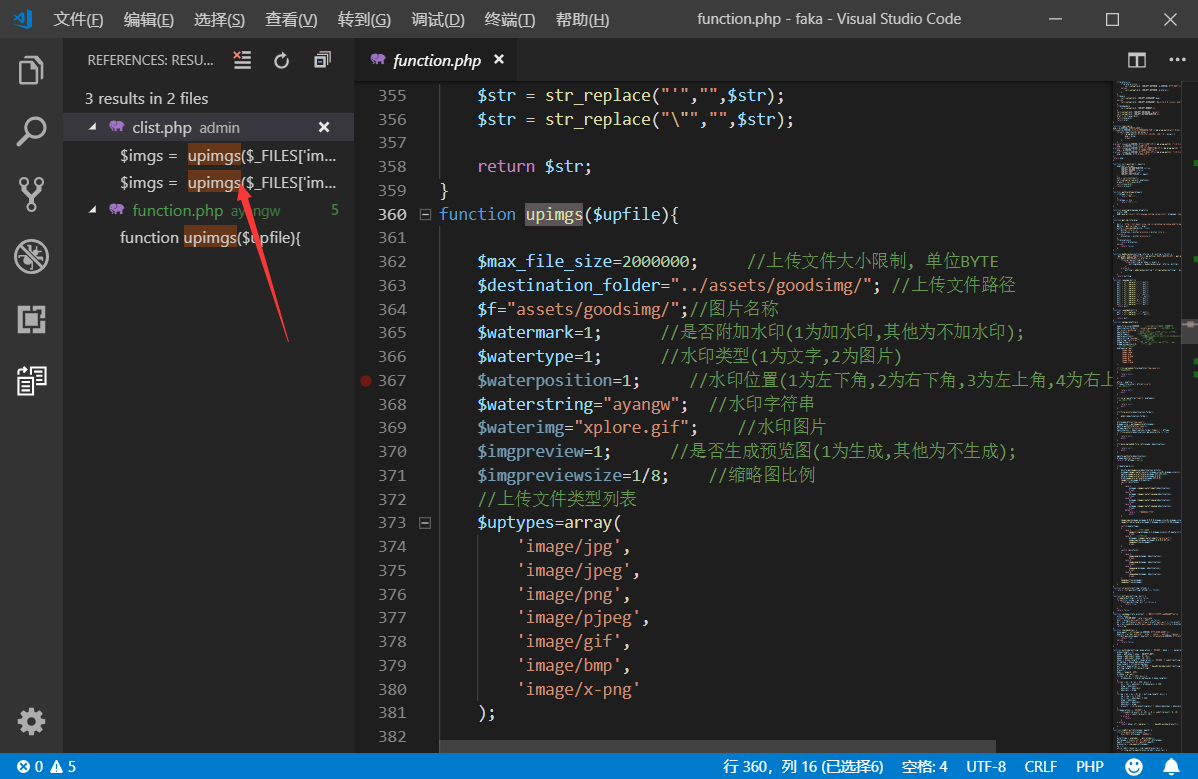 文件(F) 编辑(E) 选择(S) 查看(V) 转到(G) 调试(D) 终端(T) 帮助(H) function.php - faka - Visual Studio Code
REFERENCES: RESU...
3 results in 2 files
clist.php admin
$imgs = upimgs($_FILES['im...
$imgs = upimgs($_FILES['im...
function.php ayangw 5
function upimgs($upfile){
function.php
355 $str = str_replace("'","",$str);
356 $str = str_replace("\"","",$str);
357
358 return $str;
359 }
360 function upimgs($upfile){
361
362 $max_file_size=2000000; //上传文件大小限制, 单位BYTE
363 $destination_folder="../assets/goodsimg/"; //上传文件路径
364 $f="assets/goodsimg/";//图片名称
365 $watermark=1; //是否附加水印(1为加水印,其他为不加水印);
366 $watertype=1; //水印类型(1为文字,2为图片)
367 $waterposition=1; //水印位置(1为左下角,2为右下角,3为左上角,4为右上
368 $waterstring="ayangw"; //水印字符串
369 $waterimg="xplore.gif"; //水印图片
370 $imgpreview=1; //是否生成预览图(1为生成,其他为不生成);
371 $imgpreviewsize=1/8; //缩略图比例
372 //上传文件类型列表
373 $uptypes=array(
374 'image/jpg',
375 'image/jpeg',
376 'image/png',
377 'image/pjpeg',
378 'image/gif',
379 'image/bmp',
380 'image/x-png'
381 );
382
0 5 行 360，列 16 (已选择6) 空格: 4 UTF-8 CRLF PHP